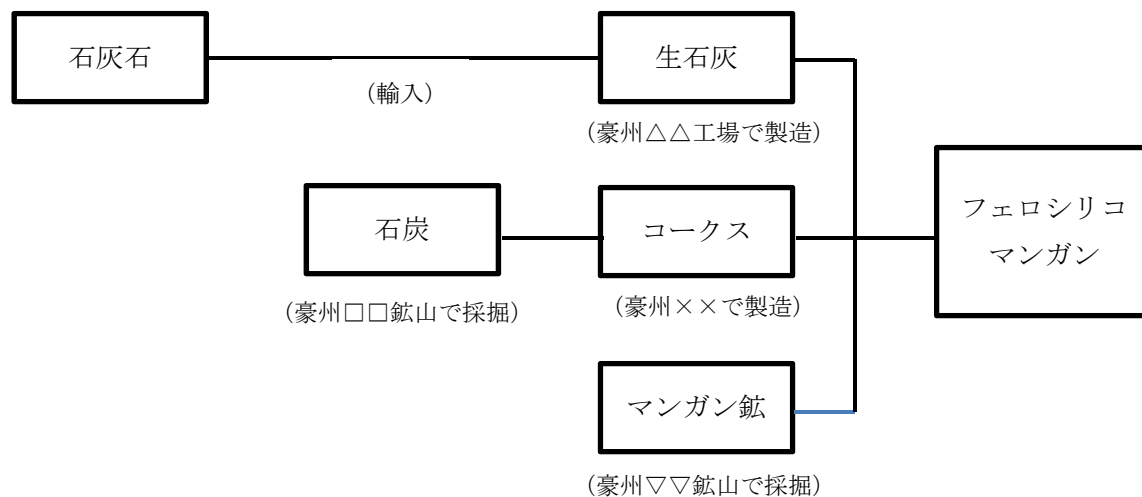 石灰石
(輸入)
生石灰
(豪州△△工場で製造)
石炭
(豪州□□鉱山で採掘)
コークス
(豪州××で製造)
マンガン鉱
(豪州▽▽鉱山で採掘)
フェロシリコ
マンガン